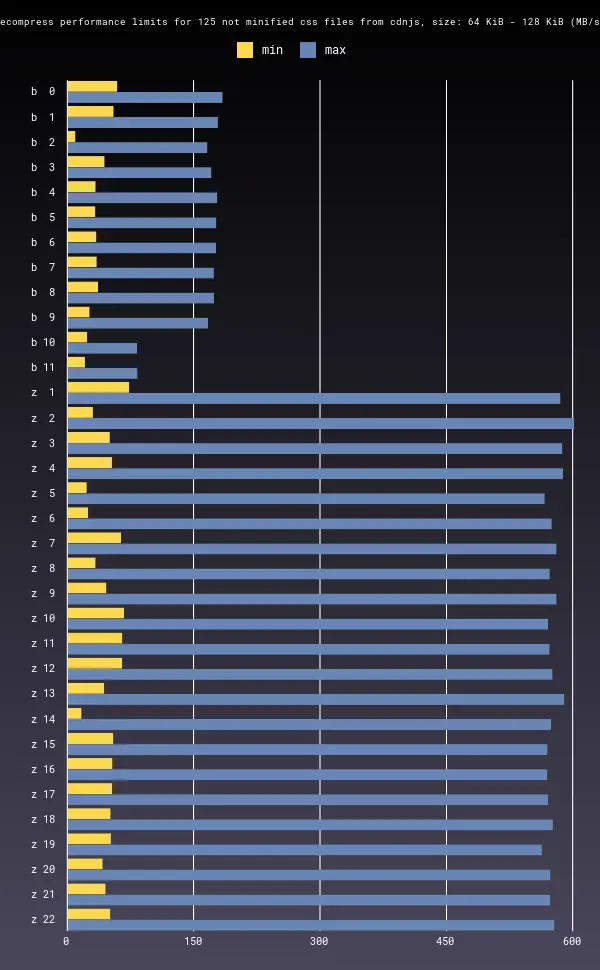 ecompress performance limits for 125 not minified css files from cdnjs, size: 64 KiB - 128 KiB (MB/s
min max
b 0
b 1
b 2
b 3
b 4
b 5
b 6
b 7
b 8
b 9
b 10
b 11
z 1
z 2
z 3
z 4
z 5
z 6
z 7
z 8
z 9
z 10
z 11
z 12
z 13
z 14
z 15
z 16
z 17
z 18
z 19
z 20
z 21
z 22
0 150 300 450 600